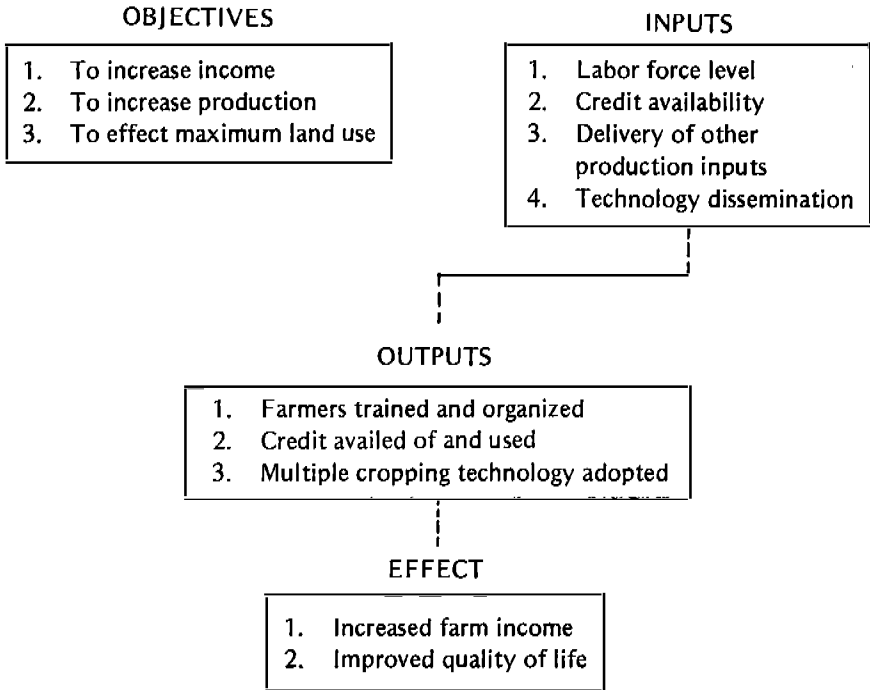 OBJECTIVES
1. To increase income
2. To increase production
3. To effect maximum land use
INPUTS
1. Labor force level
2. Credit availability
3. Delivery of other
production inputs
4. Technology dissemination
OUTPUTS
1. Farmers trained and organized
2. Credit availed of and used
3. Multiple cropping technology adopted
EFFECT
1. Increased farm income
2. Improved quality of life